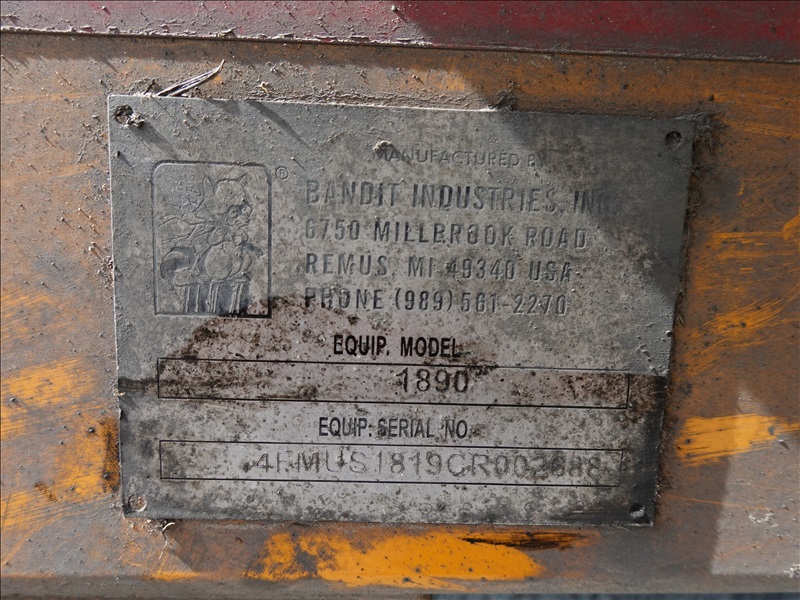 MANUFACTURED BY
®
BANDIT INDUSTRIES, INC.
6750 MILLBROOK ROAD
REMUS, MI 49340 USA
PHONE (989) 561-2270
EQUIP. MODEL
1890
EQUIP. SERIAL NO.